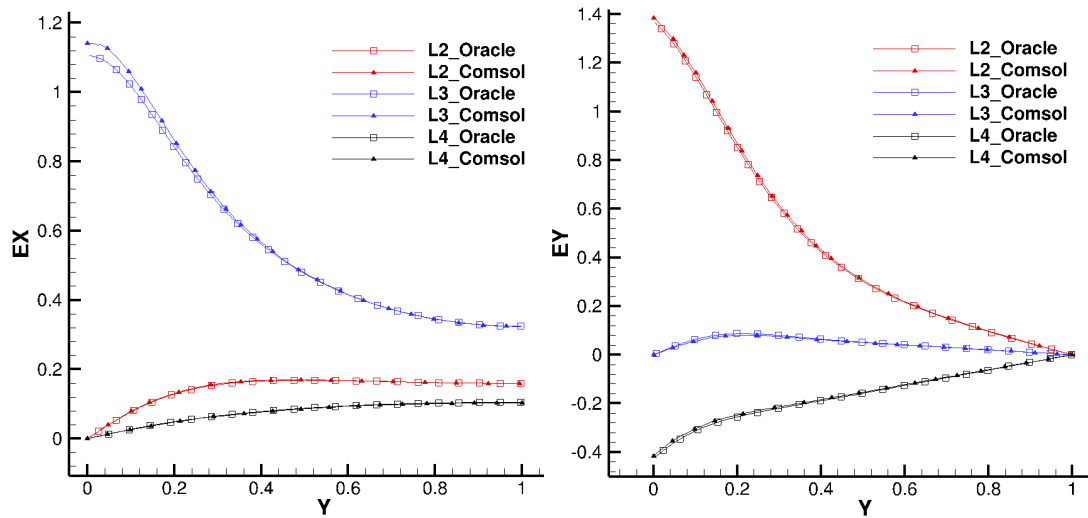 1.2
1
0.8
0.6
0.4
0.2
0
EX
0 0.2 0.4 0.6 0.8 1
Y
L2_Oracle
L2_Comsol
L3_Oracle
L3_Comsol
L4_Oracle
L4_Comsol
1.4
1.2
1
0.8
0.6
0.4
0.2
0
-0.2
-0.4
EY
0 0.2 0.4 0.6 0.8 1
Y
L2_Oracle
L2_Comsol
L3_Oracle
L3_Comsol
L4_Oracle
L4_Comsol